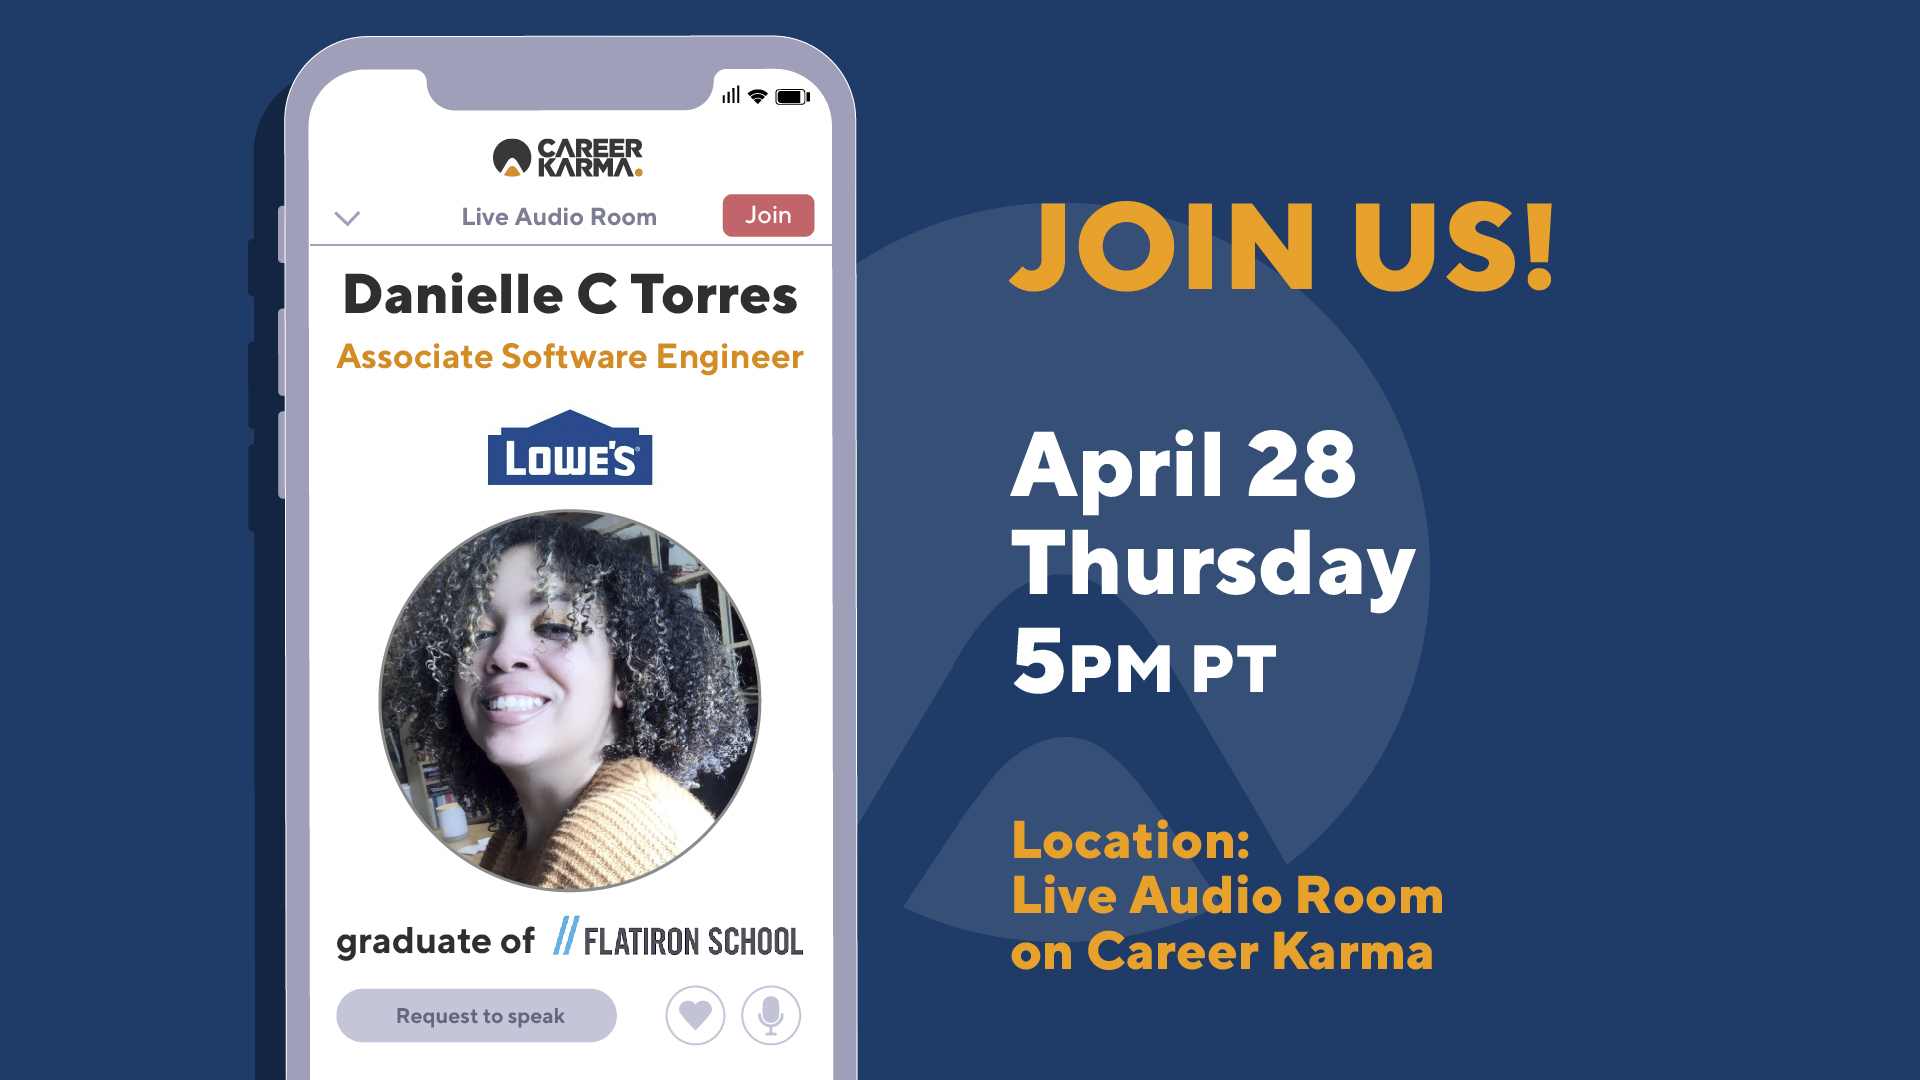 CAREER
KARMA.
Live Audio Room
Join
Danielle C Torres
Associate Software Engineer
LOWE'S
graduate of // FLATIRON SCHOOL
Request to speak
JOIN US!
April 28
Thursday
5PM PT
Location:
Live Audio Room
on Career Karma